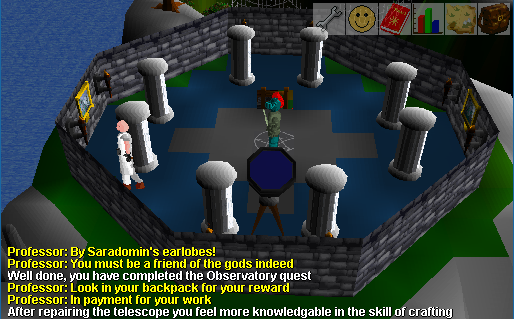 Professor: By Saradomin's earlobes!
Professor: You must be a friend of the gods indeed
Well done, you have completed the Observatory quest
Professor: Look in your backpack for your reward
Professor: In payment for your work
After repairing the telescope you feel more knowledgable in the skill of crafting